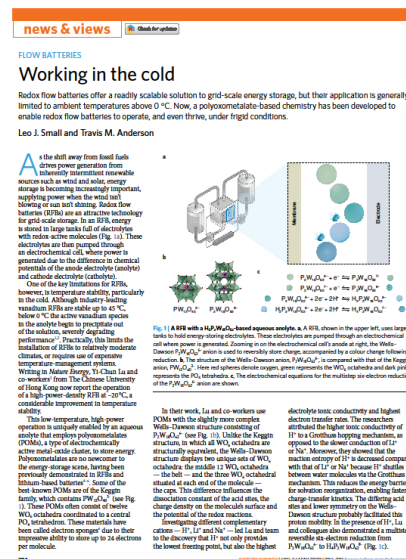 news & views
Check for updates
FLOW BATTERIES
Working in the cold
Redox flow batteries offer a readily scalable solution to grid-scale energy storage, but their application is generally
limited to ambient temperatures above 0 °C. Now, a polyoxometalate-based chemistry has been developed to
enable redox flow batteries to operate, and even thrive, under frigid conditions.
Leo J. Small and Travis M. Anderson
As the shift away from fossil fuels
drives power generation from
inherently intermittent renewable
sources such as wind and solar, energy
storage is becoming increasingly important,
supplying power when the wind isn't
blowing or sun isn't shining. Redox flow
batteries (RFBs) are an attractive technology
for grid-scale storage. In an RFB, energy
is stored in large tanks full of electrolytes
with redox-active molecules (Fig. 1a). These
electrolytes are then pumped through
an electrochemical cell, where power is
generated due to the difference in chemical
potentials of the anode electrolyte (anolyte)
and cathode electrolyte (catholyte).
One of the key limitations for RFBs,
however, is temperature stability, particularly
in the cold. Although industry-leading
vanadium RFBs are stable up to 45 °C,
below 0 °C the active vanadium species
in the anolyte begin to precipitate out
of the solution, severely degrading
performance. Practically, this limits the
installation of RFBs to relatively moderate
climates, or requires use of expensive
temperature-management systems.
Writing in Nature Energy, Yi-Chun Lu and
co-workers from The Chinese University
of Hong Kong now report the operation
of a high-power-density RFB at −20 °C, a
considerable improvement in temperature
stability.
This low-temperature, high-power
operation is uniquely enabled by an aqueous
anolyte that employs polyoxometalates
(POMs), a type of electrochemically
active metal-oxide cluster, to store energy.
Polyoxometalates are no newcomer to
the energy-storage scene, having been
previously demonstrated in RFBs and
lithium-based batteries. Some of the
best-known POMs are of the Keggin
family, which contains PW₁₂O₄₀³⁻ (see Fig.
1). These POMs often consist of twelve
WO₆ octahedra coordinated to a central
PO₄ tetrahedron. These materials have
been called electron sponges due to their
impressive ability to store up to 24 electrons
per molecule.
a
Membrane
Electrode
b
c
PW₁₂O₄₀³⁻
P₂W₁₈O₆₂⁶⁻
Fig. 1 | A RFB with a H₆P₂W₁₈O₆₂-based aqueous anolyte. a, A RFB, shown in the upper left, uses large
tanks to hold energy-storing electrolytes. These electrolytes are pumped through an electrochemical
cell where power is generated. Zooming in on the electrochemical cell's anode at the right, the Wells–
Dawson P₂W₁₈O₆₂⁶⁻ anion is used to reversibly store charge, accompanied by a colour change followed
reduction. b, The structure of the Wells–Dawson anion, P₂W₁₈O₆₂⁶⁻, is compared with that of the Kegg
anion, PW₁₂O₄₀³⁻. Here red spheres denote oxygen, green represents the WO₆ octahedra and dark pink
represents the PO₄ tetrahedra. c, The electrochemical equations for the multistep six-electron reduction
of the P₂W₁₈O₆₂⁶⁻ anion are shown.
In their work, Lu and co-workers use
POMs with the slightly more complex
Wells–Dawson structure consisting of
P₂W₁₈O₆₂⁶⁻ (see Fig. 1b). Unlike the Keggin
structure, in which all WO₆ octahedra are
structurally equivalent, the Wells–Dawson
structure displays two unique sets of WO₆
octahedra: the middle 12 WO₆ octahedra
— the belt — and the three WO₆ octahedra
situated at each end of the molecule —
the caps. This difference influences the
dissociation constant of the acid sites, the
charge density on the molecule's surface and
the potential of the redox reactions.
Investigating different complementary
cations — H⁺, Li⁺ and Na⁺ — led Lu and team
to the discovery that H⁺ not only provides
the lowest freezing point, but also the highest
electrolyte ionic conductivity and highest
electron transfer rates. The researchers
attributed the higher ionic conductivity of
H⁺ to a Grotthuss hopping mechanism, as
opposed to the slower conduction of Li⁺
or Na⁺. Moreover, they showed that the
reaction entropy of H⁺ is decreased compar
with that of Li⁺ or Na⁺ because H⁺ shuttles
between water molecules via the Grotthuss
mechanism. This reduces the energy barrier
for solvation reorganization, enabling faster
charge-transfer kinetics. The differing acid
sites and lower symmetry on the Wells–
Dawson structure probably facilitated this
proton mobility. In the presence of H⁺, Lu
and colleagues also demonstrated a multist
reversible six-electron reduction from
P₂W₁₈O₆₂⁶⁻ to H₄P₂W₁₈O₆₂⁸⁻ (Fig. 1c).